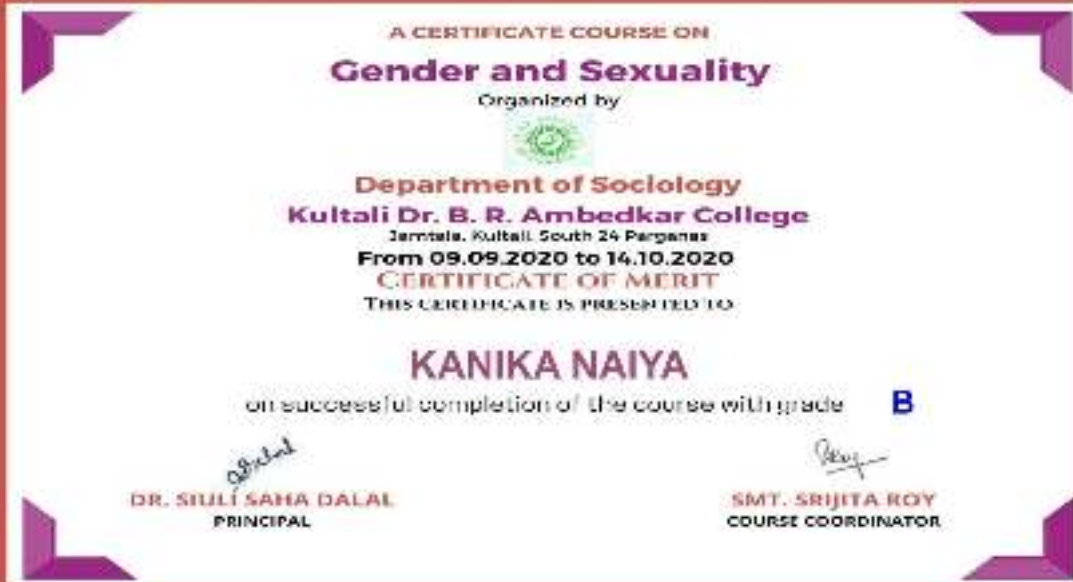 A CERTIFICATE COURSE ON
Gender and Sexuality
Organized by
Department of Sociology
Kultali Dr. B. R. Ambedkar College
Jamtala, Kultali, South 24 Parganas
From 09.09.2020 to 14.10.2020
CERTIFICATE OF MERIT
THIS CERTIFICATE IS PRESENTED TO
KANIKA NAIYA
on successful completion of the course with grade B
DR. SIULI SAHA DALAL
PRINCIPAL
SMT. SRIJITA ROY
COURSE COORDINATOR